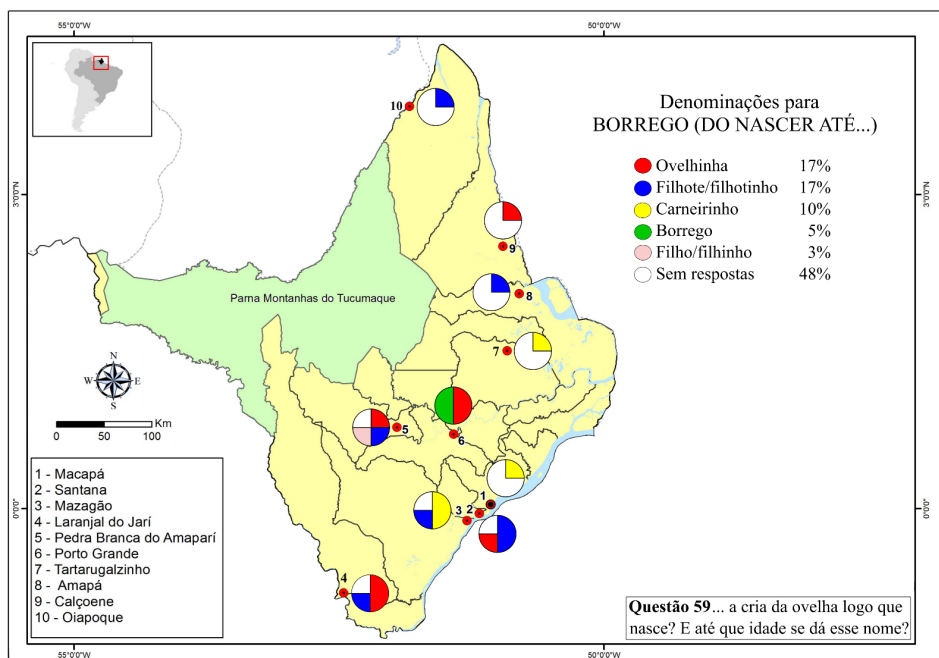 55°0'0"W
50°0'0"W
Denominações para
BORREGO (DO NASCER ATÉ...)
Ovelhinha 17%
Filhote/filhotinho 17%
Carneirinho 10%
Borrego 5%
Filho/filhinho 3%
Sem respostas 48%
3°0'0"N
3°0'0"N
10
9
8
7
Parna Montanhas do Tucumaque
N
W E
S
Km
0 50 100
5
6
1
2
3
4
0°0'0"
0°0'0"
1 - Macapá
2 - Santana
3 - Mazagão
4 - Laranjal do Jarí
5 - Pedra Branca do Amaparí
6 - Porto Grande
7 - Tartarugalzinho
8 - Amapá
9 - Calçoene
10 - Oiapoque
Questão 59... a cria da ovelha logo que
nasce? E até que idade se dá esse nome?
55°0'0"W
50°0'0"W